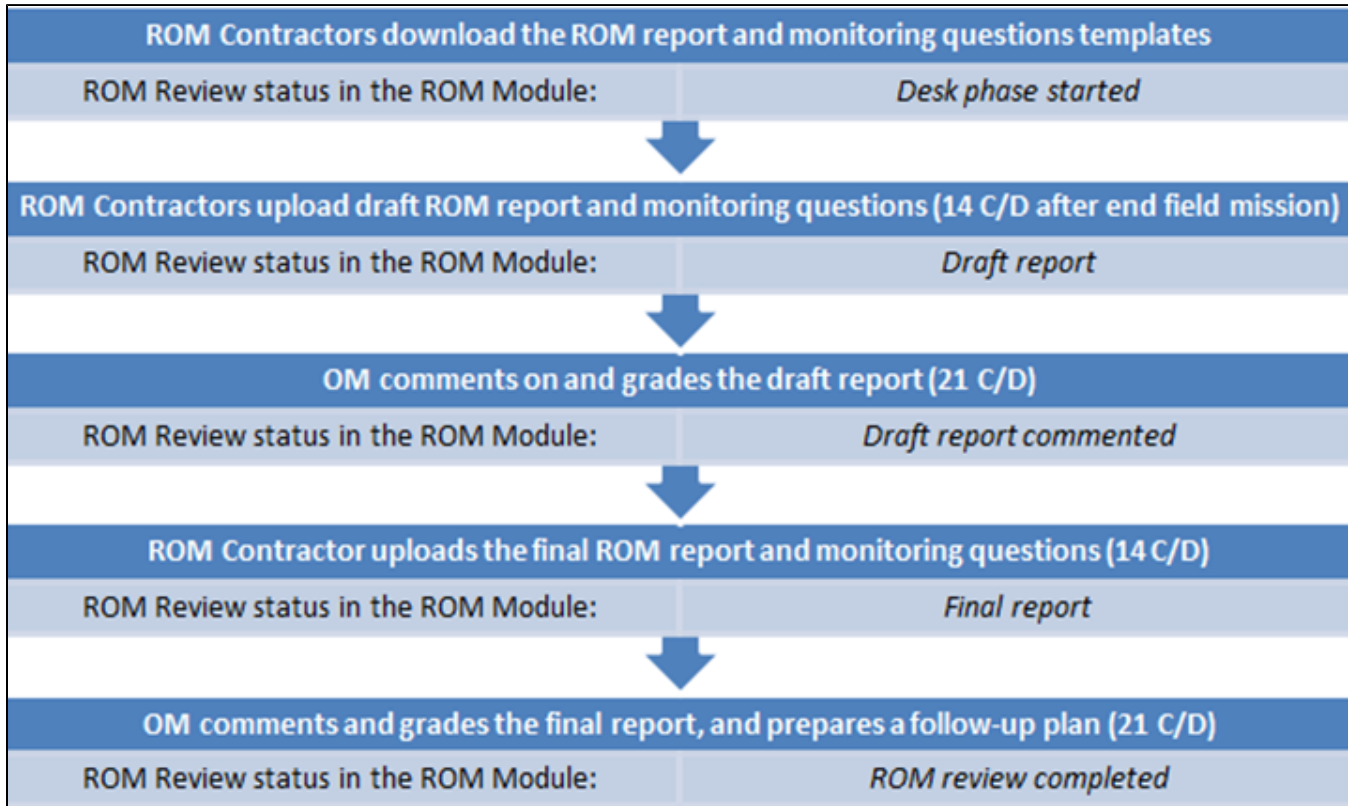 ROM Contractors download the ROM report and monitoring questions templates
ROM Review status in the ROM Module: Desk phase started
ROM Contractors upload draft ROM report and monitoring questions (14 C/D after end field mission)
ROM Review status in the ROM Module: Draft report
OM comments on and grades the draft report (21 C/D)
ROM Review status in the ROM Module: Draft report commented
ROM Contractor uploads the final ROM report and monitoring questions (14 C/D)
ROM Review status in the ROM Module: Final report
OM comments and grades the final report, and prepares a follow-up plan (21 C/D)
ROM Review status in the ROM Module: ROM review completed